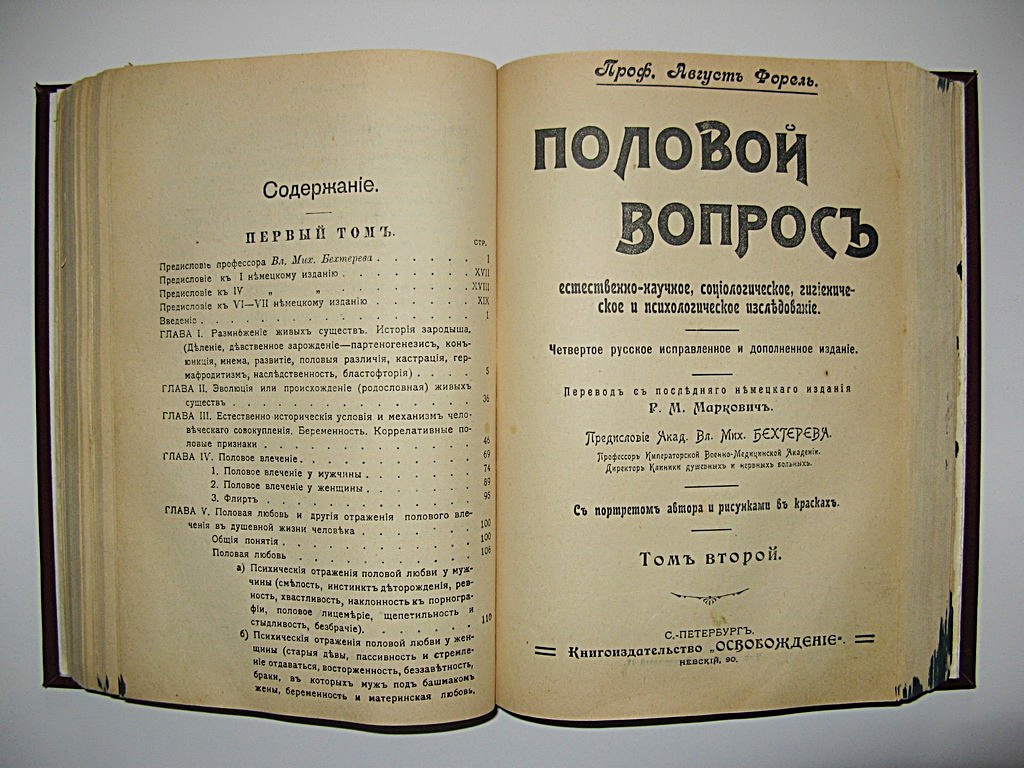 Содержаніе.
ПЕРВЫЙ ТОМЪ.
СТР.
Предисловіе профессора Вл. Мих. Бехтерева . . . . . . I
Предисловіе къ I нѣмецкому изданію . . . . . . . XVII
Предисловіе къ IV „ „ . . . . . . . XVIII
Предисловіе къ VI—VII нѣмецкому изданію . . . . . XIX
Введеніе . . . . . . . . . . . . . 1
ГЛАВА I. Размноженіе живыхъ существъ. Исторія зародыша.
(Дѣленіе, дѣвственное зарожденіе—партеногенезисъ, конъ-
юнкція, мнема, развитіе, половыя различія, кастрація, гер-
мафродитизмъ, наслѣдственность, бластофторія) . . . . 5
ГЛАВА II. Эволюція или происхожденіе (родословная) живыхъ
существъ . . . . . . . . . . . . 36
ГЛАВА III. Естественно-историческія условія и механизмъ чело-
вѣческаго совокупленія. Беременность. Коррелативные по-
ловые признаки . . . . . . . . . . 46
ГЛАВА IV. Половое влеченіе . . . . . . . . . 69
1. Половое влеченіе у мужчины . . . . . . . 74
2. Половое влеченіе у женщины . . . . . . . 89
3. Флиртъ . . . . . . . . . . . 95
ГЛАВА V. Половая любовь и другія отраженія полового вле-
ченія въ душевной жизни человѣка . . . . . . . 100
Общія понятія . . . . . . . . . . 100
Половая любовь . . . . . . . . . . 106
а) Психическія отраженія половой любви у муж-
чины (смѣлость, инстинктъ дѣторожденія, рев-
ность, хвастливость, наклонность къ порногра-
фіи, половое лицемѣріе, щепетильность и
стыдливость, безбрачіе) . . . . . . . 110
б) Психическія отраженія половой любви у жен-
щины (старыя дѣвы, пассивность и стремле-
ніе отдаваться, восторженность, беззавѣтность,
браки, въ которыхъ мужъ подъ башмакомъ
жены, беременность и материнская любовь,
Проф. Августъ Форель.
ПОЛОВОЙ
ВОПРОСЪ
естественно-научное, соціологическое, гигіениче-
ское и психологическое изслѣдованіе.
Четвертое русское исправленное и дополненное изданіе.
Переводъ съ послѣдняго нѣмецкаго изданія
Р. М. Марковичъ.
Предисловіе Акад. Вл. Мих. БЕХТЕРЕВА.
Профессоръ Императорской Военно-Медицинской Академіи.
Директоръ Клиники душевныхъ и нервныхъ больныхъ.
Съ портретомъ автора и рисунками въ краскахъ.
Томъ второй.
С.-ПЕТЕРБУРГЪ.
Книгоиздательство „ОСВОБОЖДЕНІЕ“.
НЕВСКІЙ, 90.